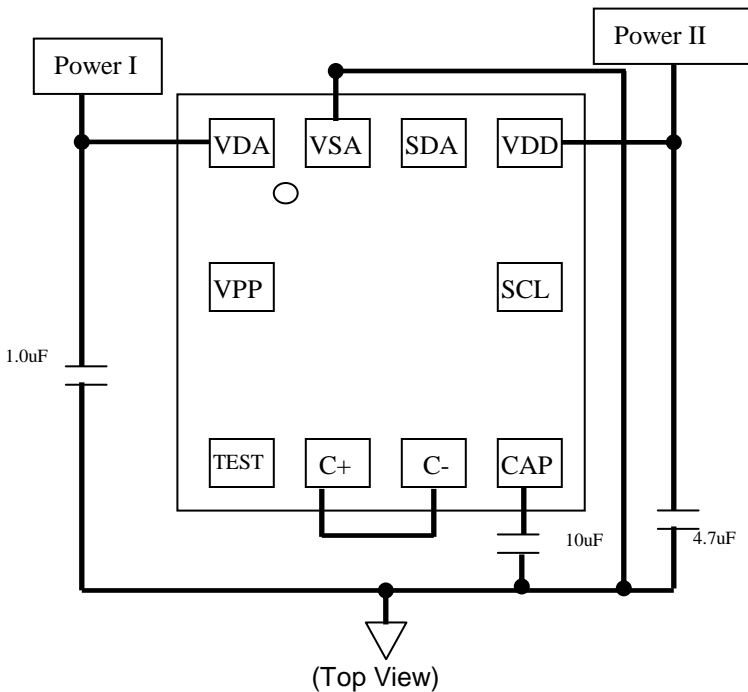 Power I
Power II
VDA
VSA
SDA
VDD
VPP
SCL
1.0uF
TEST
C+
C-
CAP
10uF
4.7uF
(Top View)